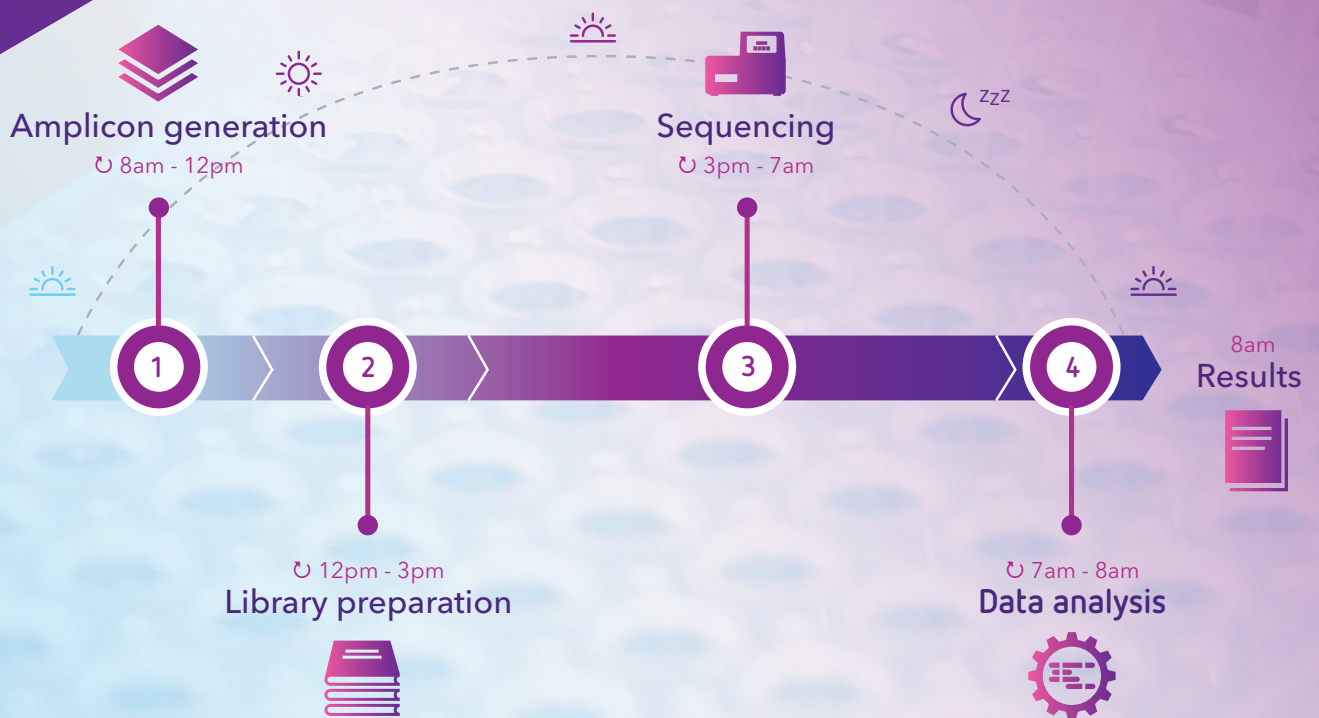 Amplicon generation
8am - 12pm
1
12pm - 3pm
Library preparation
2
Sequencing
3pm - 7am
3
zzz
7am - 8am
Data analysis
4
8am
Results